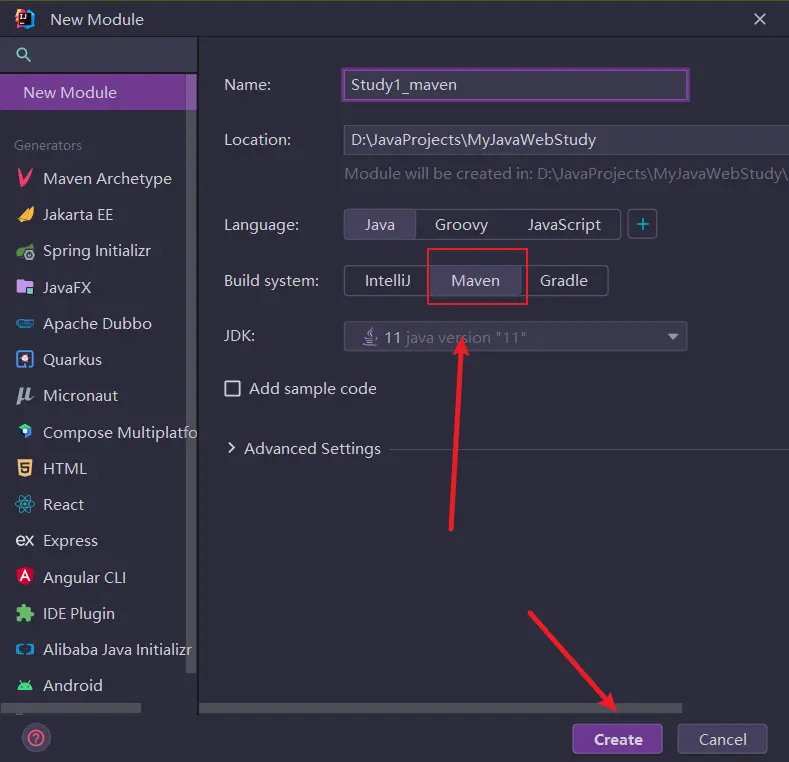 New Module
New Module
Generators
Maven Archetype
Jakarta EE
Spring Initializr
JavaFX
Apache Dubbo
Quarkus
Micronaut
Compose Multiplatfo
HTML
React
Express
Angular CLI
IDE Plugin
Alibaba Java Initializr
Android
Name: Study1_maven
Location: D:\JavaProjects\MyJavaWebStudy
Module will be created in: D:\JavaProjects\MyJavaWebStudy\
Language: Java Groovy JavaScript +
Build system: IntelliJ Maven Gradle
JDK: 11 java version "11"
Add sample code
Advanced Settings
? Create Cancel